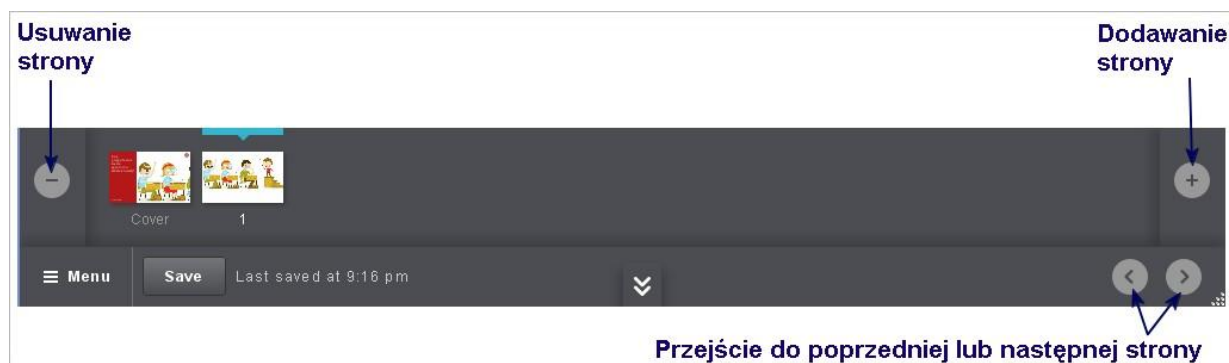 Usuwanie
strony
Dodawanie
strony
Cover
1
Menu
Save
Last saved at 9:16 pm
Przejście do poprzedniej lub następnej strony